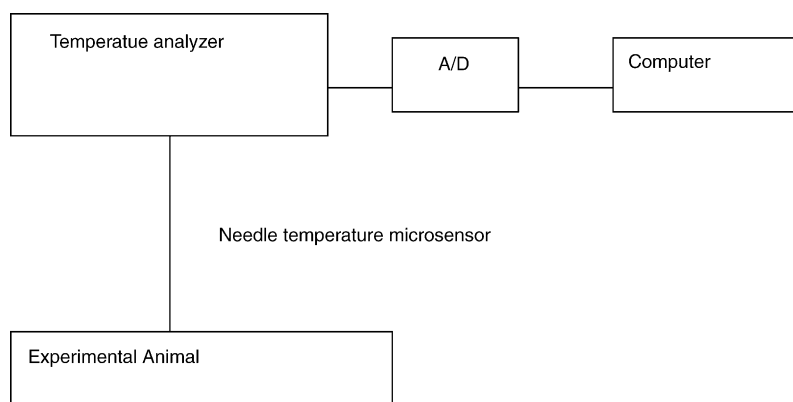 Temperatue analyzer
A/D
Computer
Needle temperature microsensor
Experimental Animal